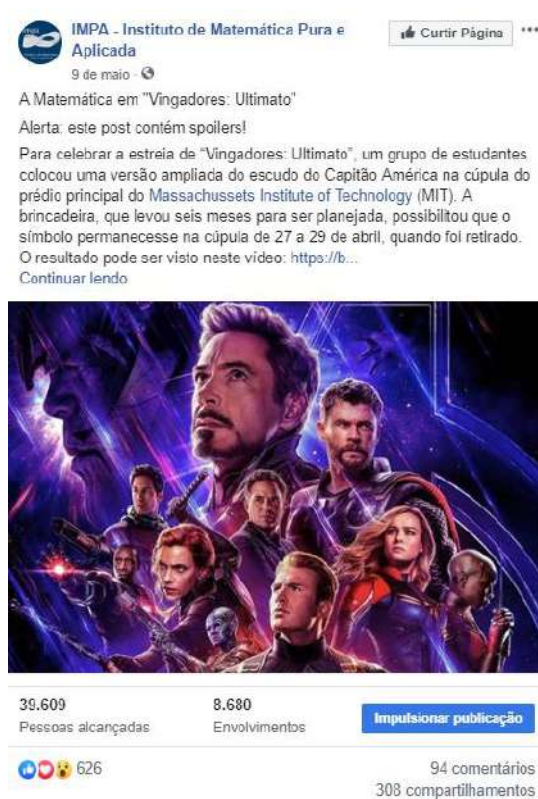 IMPA - Instituto de Matemática Pura e
Aplicada
Curtir Página
9 de maio
A Matemática em "Vingadores: Ultimato"
Alerta: este post contém spoilers!
Para celebrar a estreia de "Vingadores: Ultimato", um grupo de estudantes
colocou uma versão ampliada do escudo do Capitão América na cúpula do
prédio principal do Massachussets Institute of Technology (MIT). A
brincadeira, que levou seis meses para ser planejada, possibilitou que o
símbolo permanecesse na cúpula de 27 a 29 de abril, quando foi retirado.
O resultado pode ser visto neste vídeo: https://b...
Continuar lendo
39.609
Pessoas alcançadas
8.680
Envolvimentos
Impulsionar publicação
626
94 comentários
308 compartilhamentos